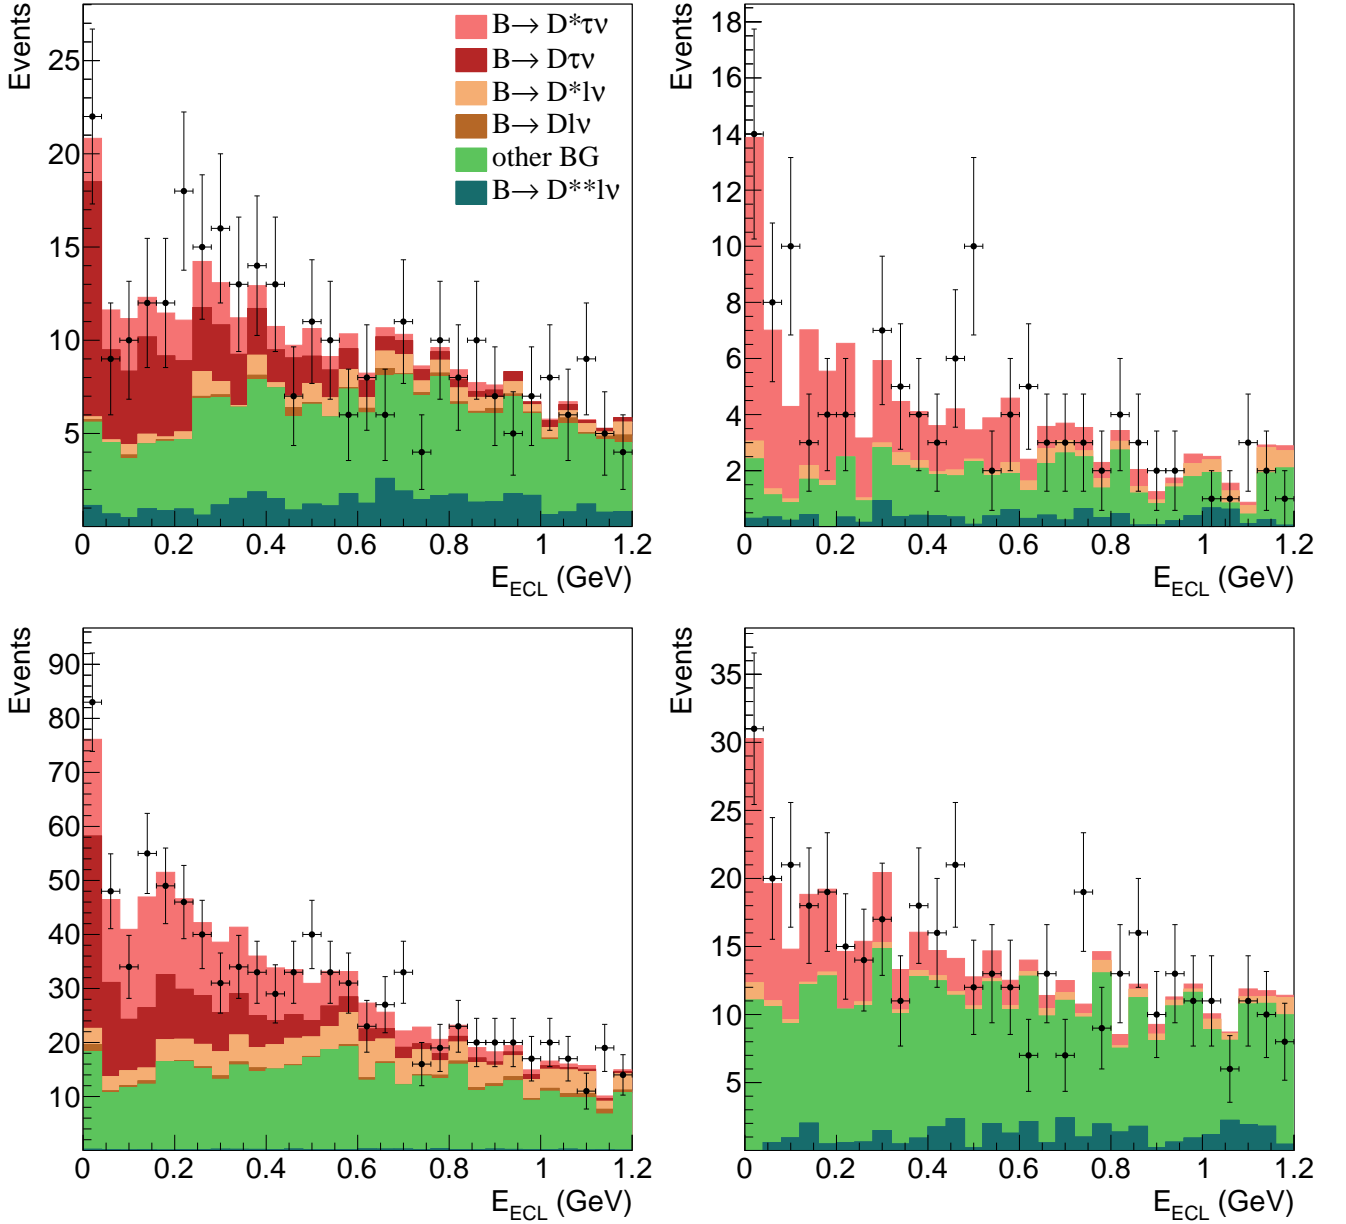 Events
25
20
15
10
5
0 0.2 0.4 0.6 0.8 1 1.2
E_ECL (GeV)
B→ D*τν
B→ Dτν
B→ D*lν
B→ Dlν
other BG
B→ D**lν
Events
18
16
14
12
10
8
6
4
2
0 0.2 0.4 0.6 0.8 1 1.2
E_ECL (GeV)
Events
90
80
70
60
50
40
30
20
10
0 0.2 0.4 0.6 0.8 1 1.2
E_ECL (GeV)
Events
35
30
25
20
15
10
5
0 0.2 0.4 0.6 0.8 1 1.2
E_ECL (GeV)